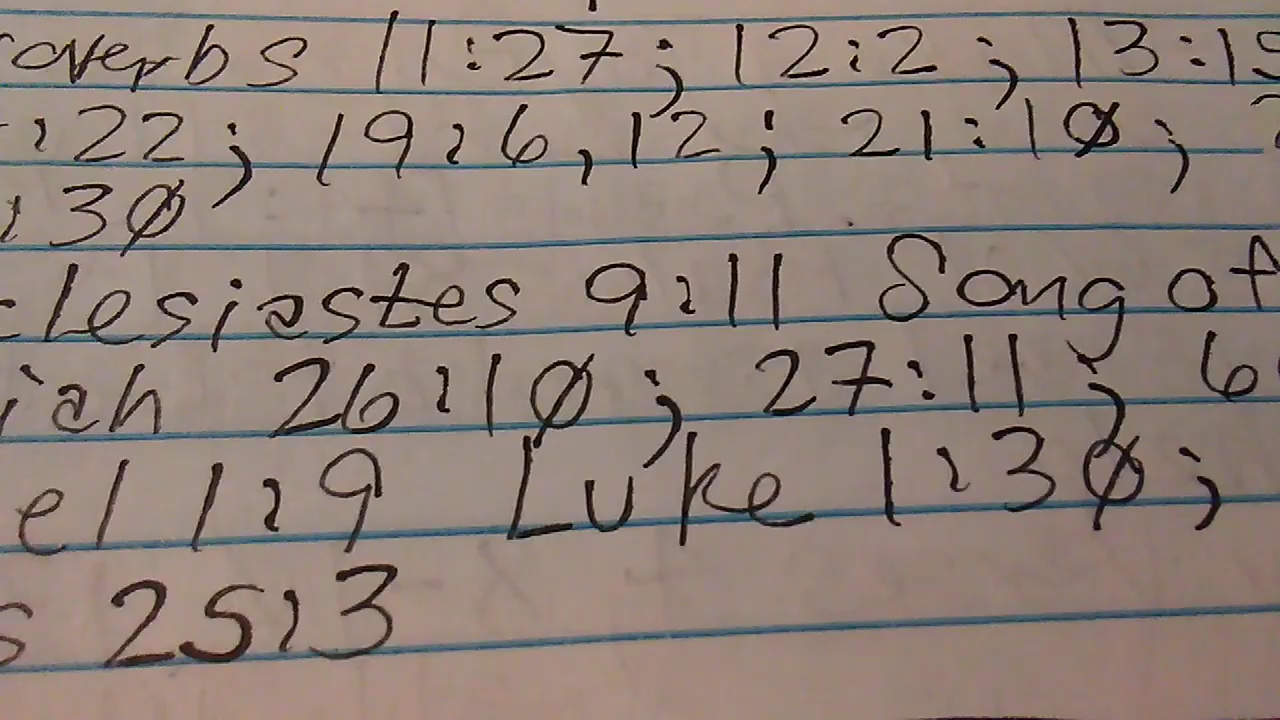 overbs 11:27; 12:2; 13:15
:22; 19:6,12; 21:10;
:30
clesiastes 9:11 Song of
iah 26:10; 27:11; 6
el 1:9 Luke 1:30;
s 25:3